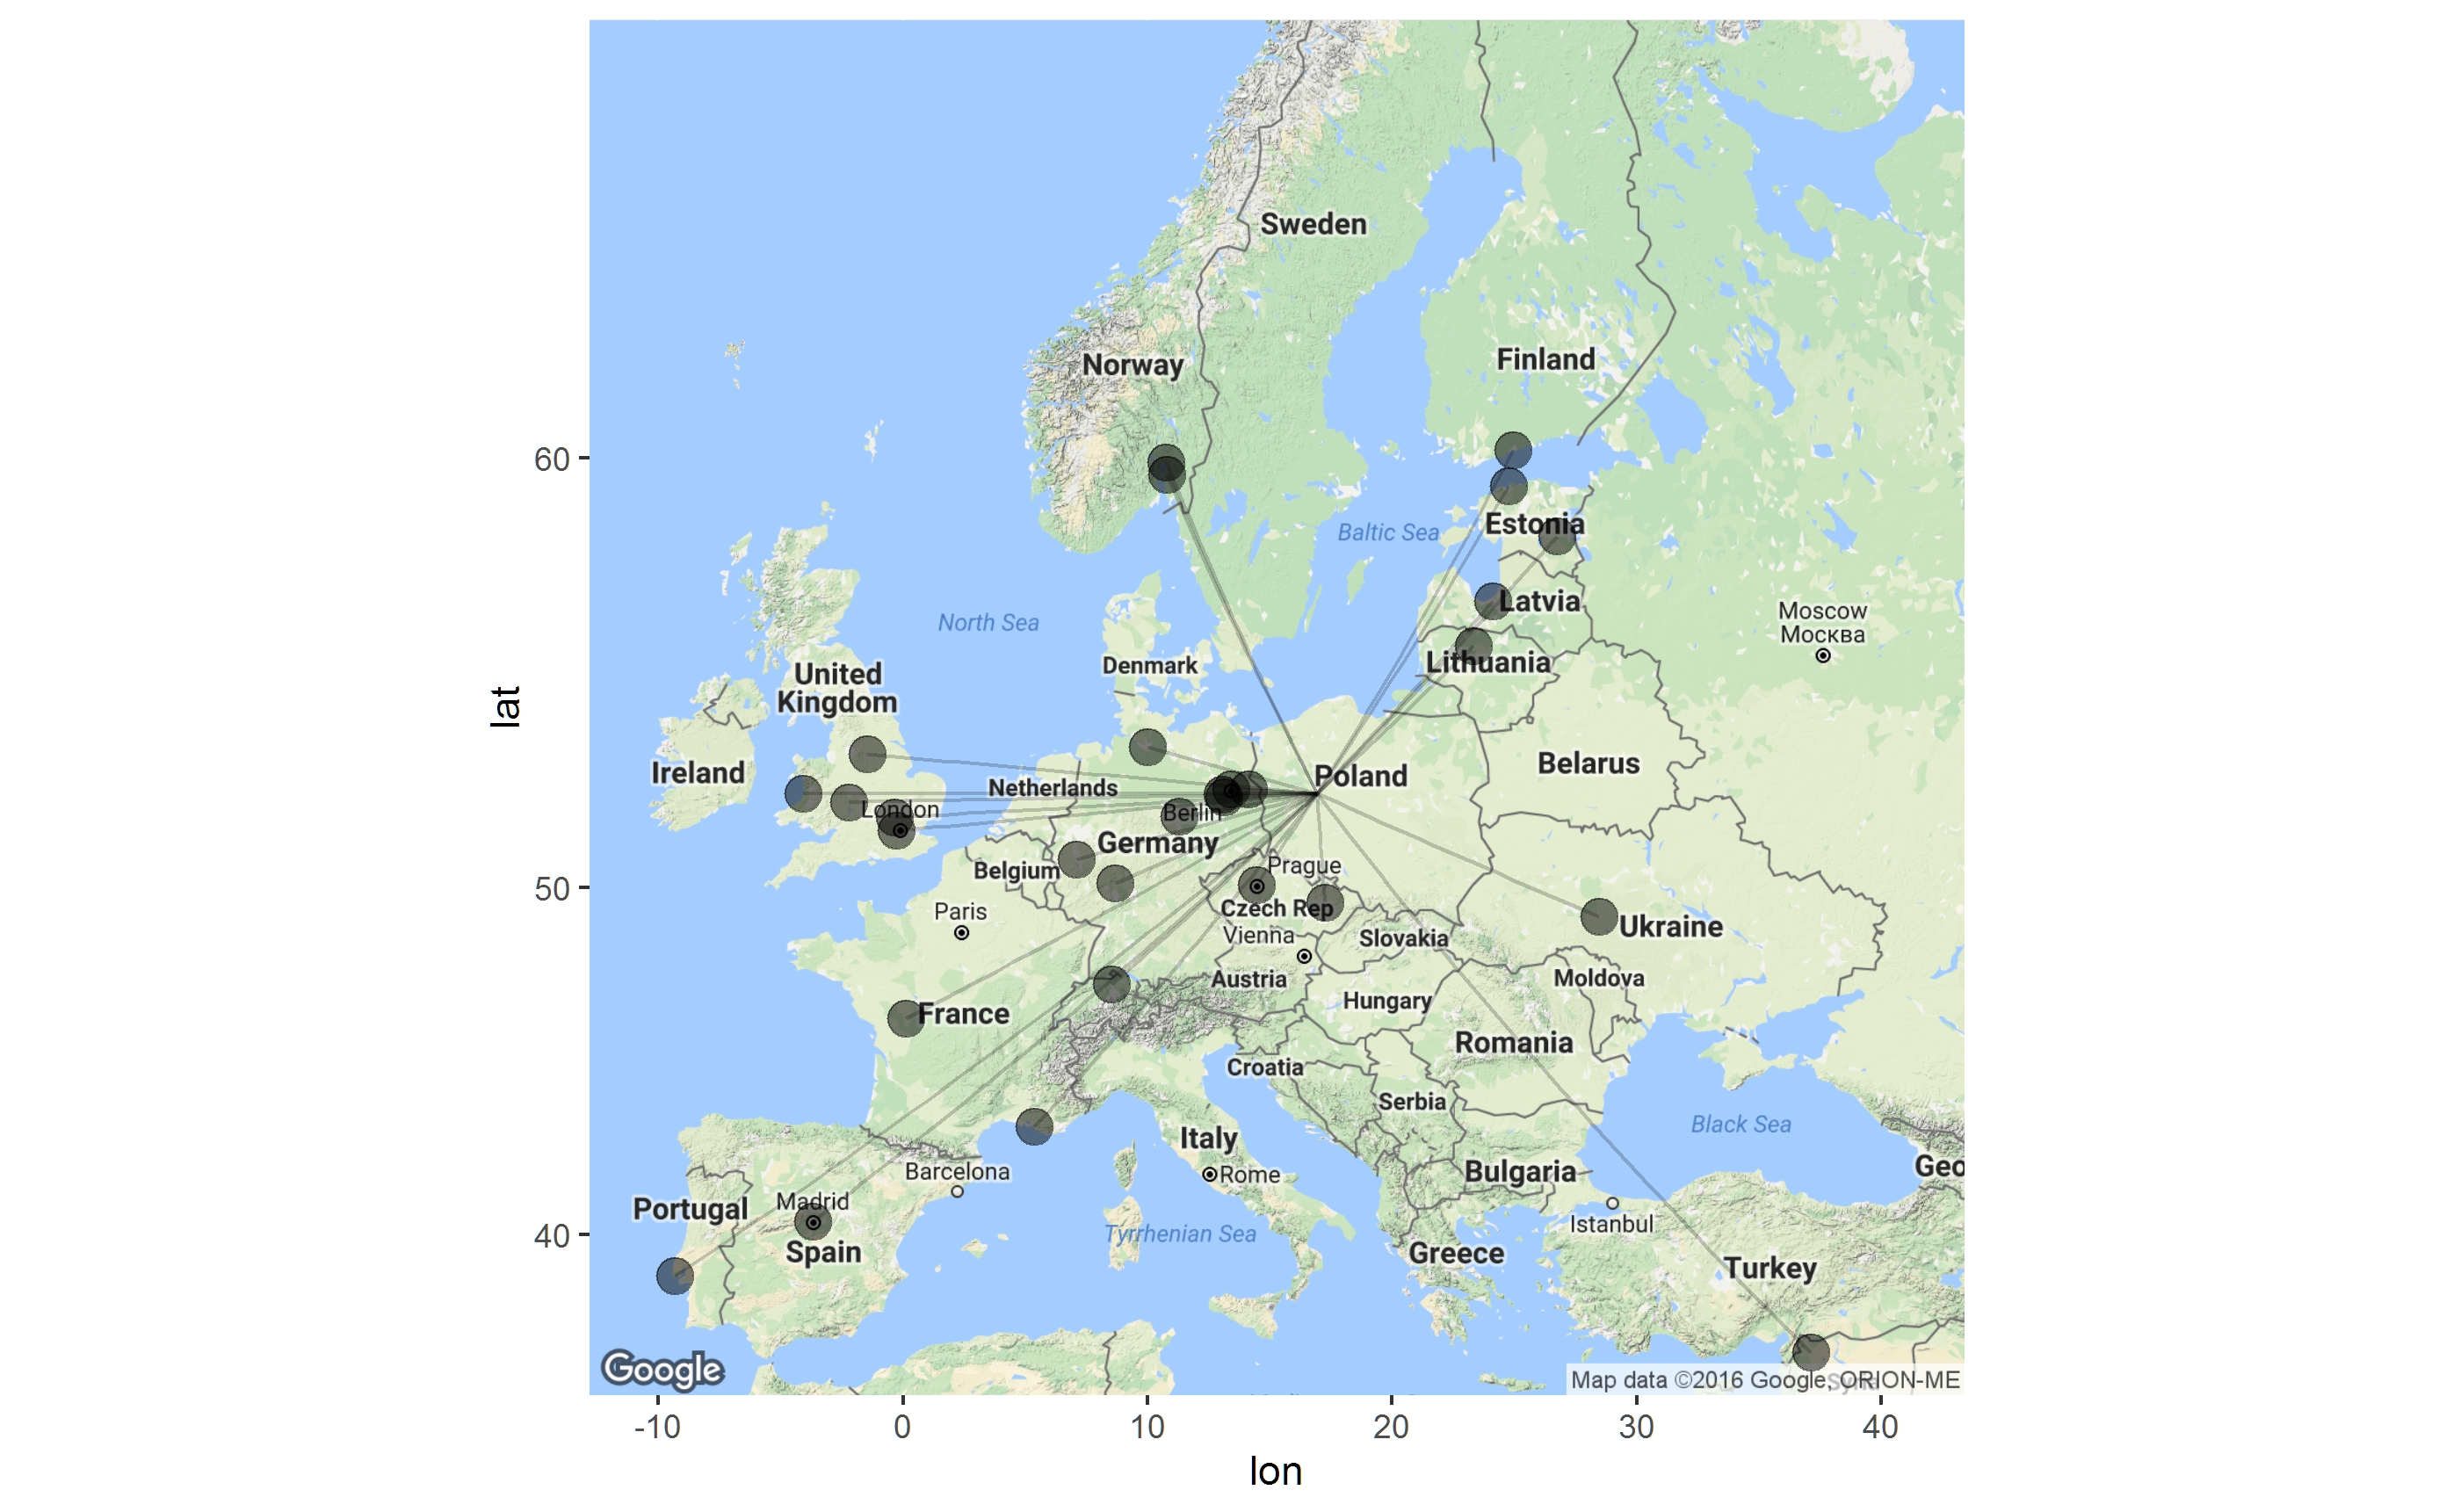 Sweden
Norway
Finland
60
Baltic Sea
Estonia
Latvia
Moscow
Москва
North Sea
Denmark
Lithuania
United
Kingdom
lat
Ireland
Netherlands
Poland
Belarus
London
Berlin
Germany
Belgium
Prague
50
Paris
Czech Rep
Ukraine
Vienna
Slovakia
Austria
Moldova
Hungary
France
Romania
Croatia
Serbia
Black Sea
Italy
Barcelona
Rome
Bulgaria
Geo
Portugal
Madrid
Istanbul
40
Tyrrhenian Sea
Spain
Greece
Turkey
Google
Map data ©2016 Google, ORION-ME
Syria
-10
0
10
20
30
40
lon